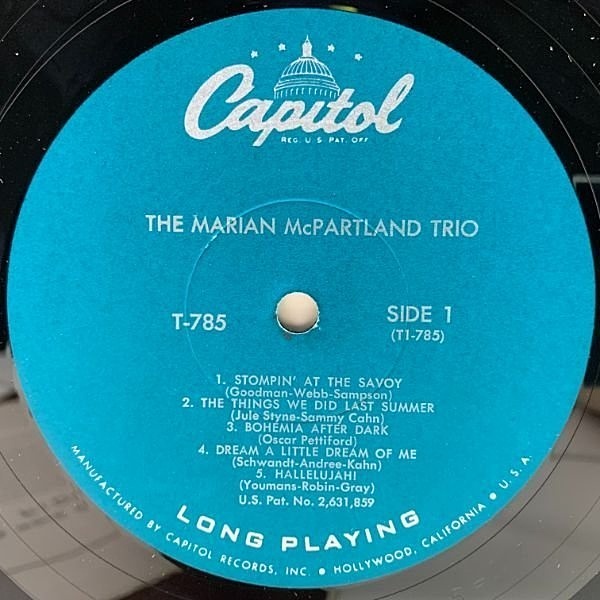 Capitol
REG. U.S. PAT. OFF
THE MARIAN McPARTLAND TRIO
T-785
SIDE 1
(T1-785)
1. STOMPIN' AT THE SAVOY
(Goodman-Webb-Sampson)
2. THE THINGS WE DID LAST SUMMER
(Jule Styne-Sammy Cahn)
3. BOHEMIA AFTER DARK
(Oscar Pettiford)
4. DREAM A LITTLE DREAM OF ME
(Schwandt-Andree-Kahn)
5. HALLELUJAH!
(Youmans-Robin-Gray)
U.S. Pat. No. 2,631,859
LONG PLAYING
MANUFACTURED BY CAPITOL RECORDS, INC. • HOLLYWOOD, CALIFORNIA • U.S.A.